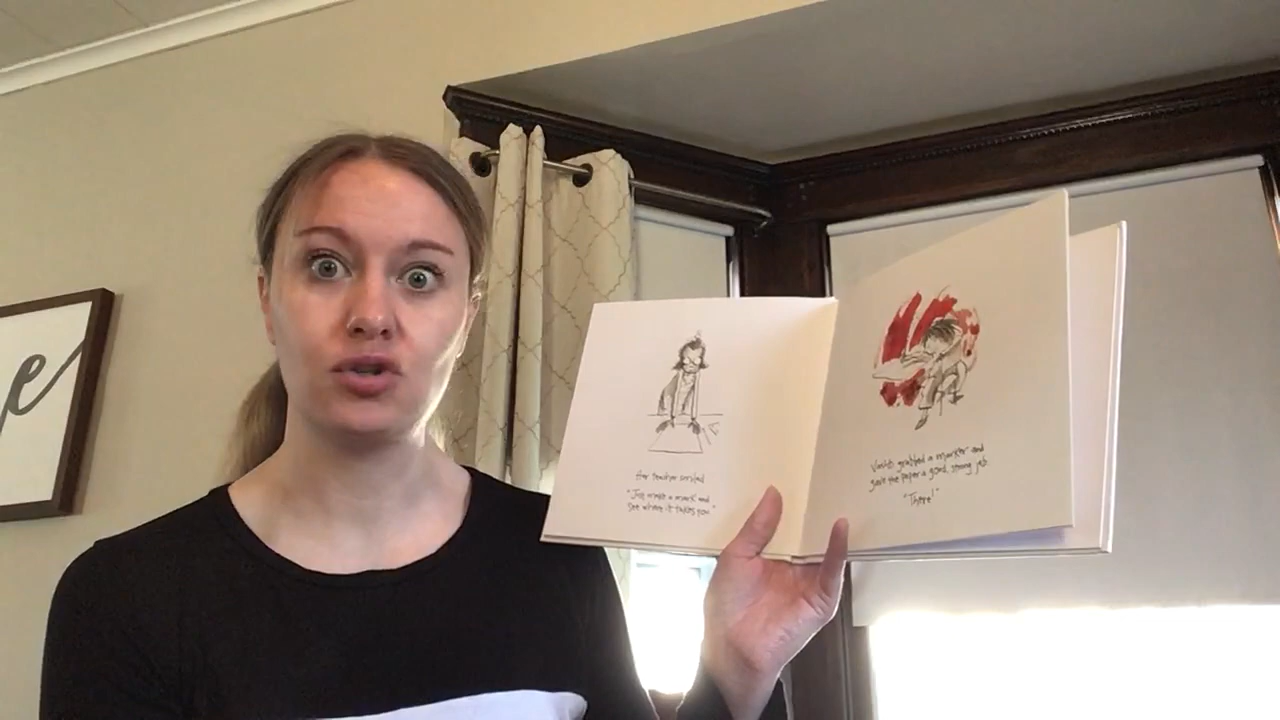 e
Her teacher smiled.
"Just make a mark and
see where it takes you."
Vashti grabbed a marker and
gave the paper a good, strong jab.
"There!"